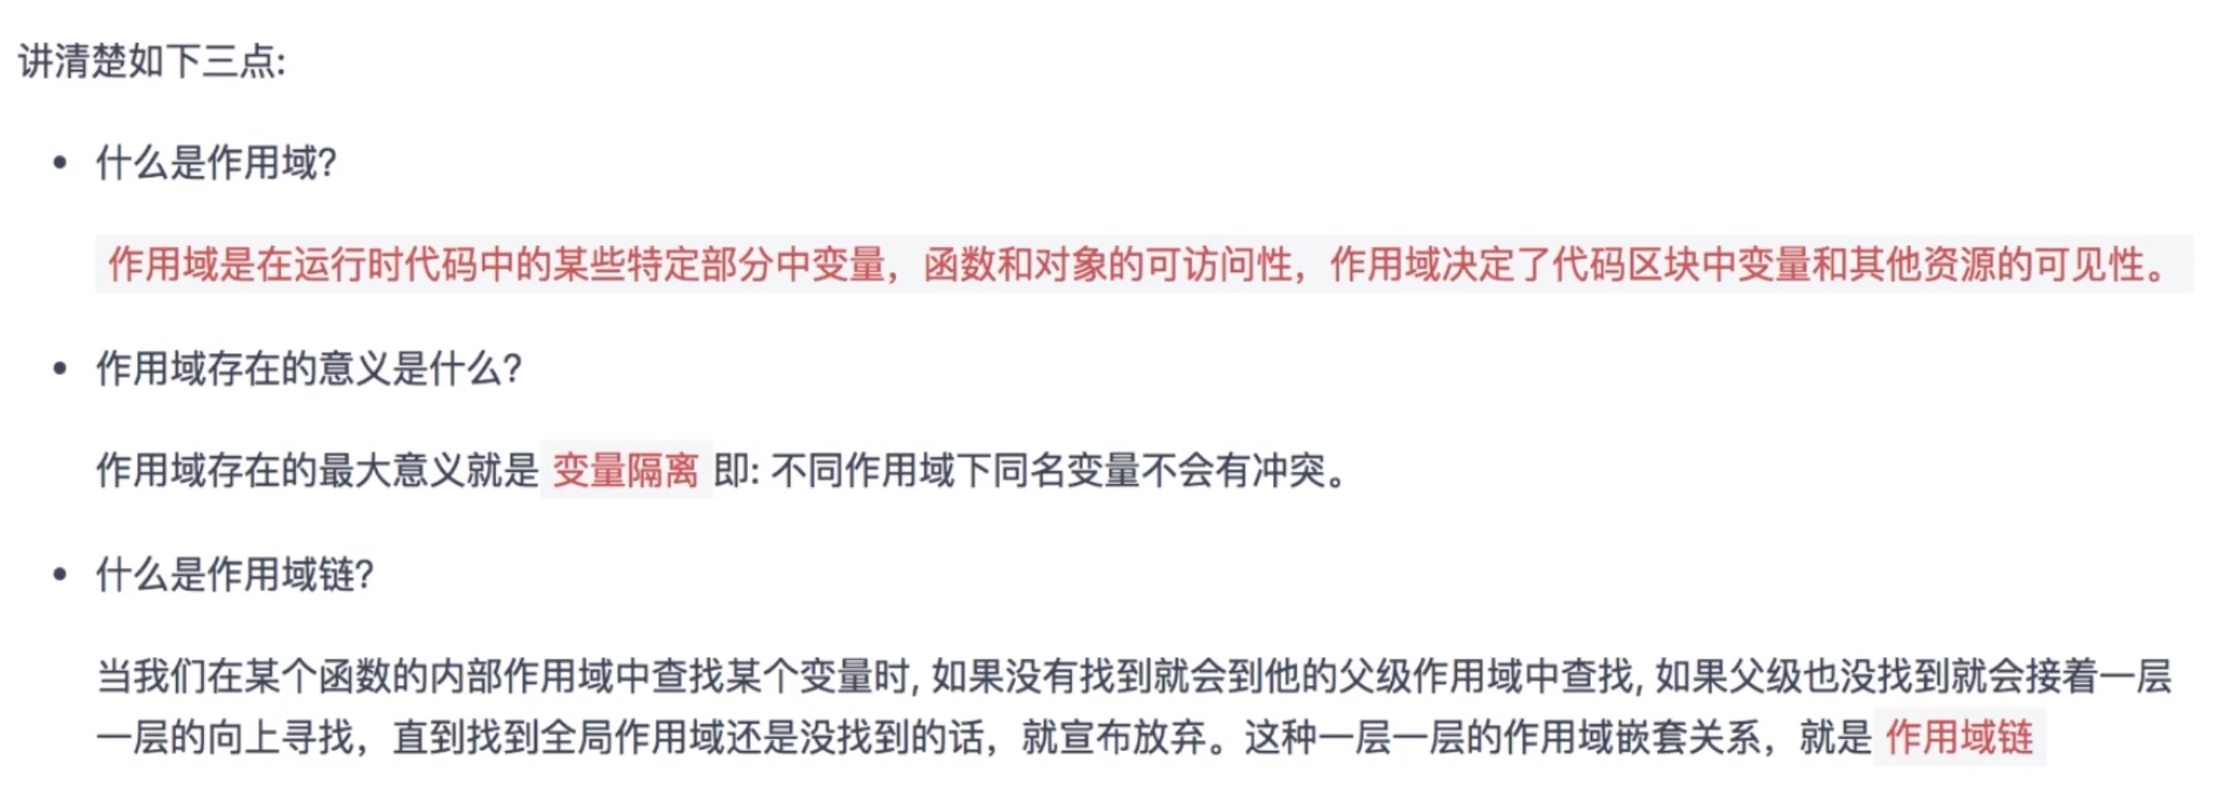 讲清楚如下三点:
什么是作用域?
作用域是在运行时代码中的某些特定部分中变量，函数和对象的可访问性，作用域决定了代码区块中变量和其他资源的可见性。
作用域存在的意义是什么?
作用域存在的最大意义就是 变量隔离 即: 不同作用域下同名变量不会有冲突。
什么是作用域链?
当我们在某个函数的内部作用域中查找某个变量时, 如果没有找到就会到他的父级作用域中查找, 如果父级也没找到就会接着一层
一层的向上寻找，直到找到全局作用域还是没找到的话，就宣布放弃。这种一层一层的作用域嵌套关系，就是 作用域链